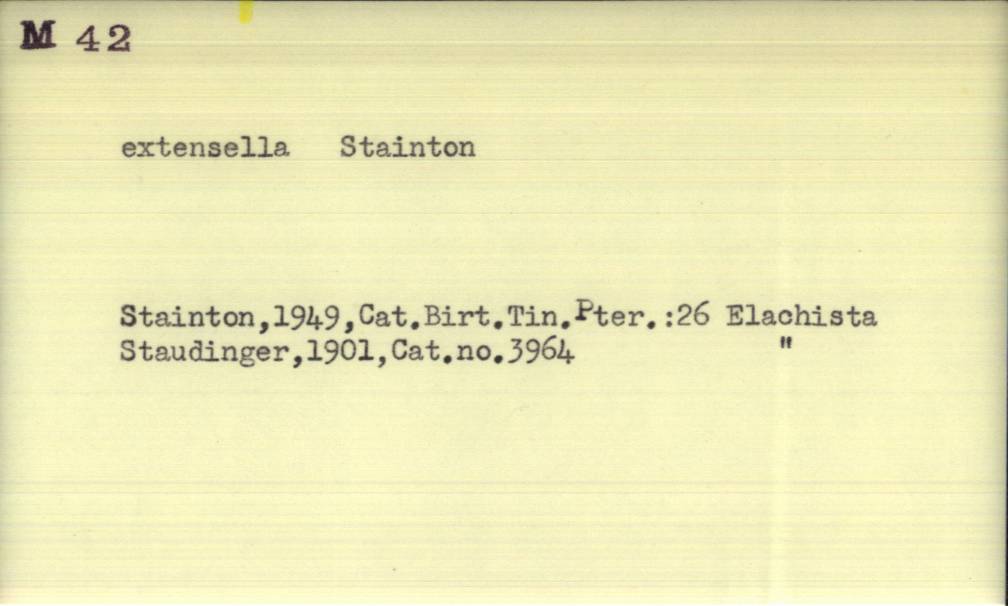 M 42
extensella Stainton
Stainton,1949,Cat.Birt.Tin.Pter.:26 Elachista
Staudinger,1901,Cat.no.3964 "